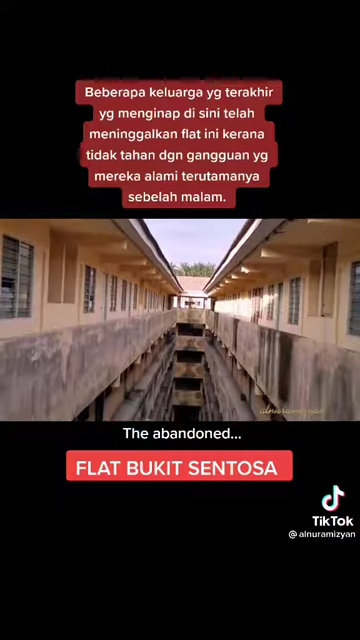 Beberapa keluarga yg terakhir
yg menginap di sini telah
meninggalkan flat ini kerana
tidak tahan dgn gangguan yg
mereka alami terutamanya
sebelah malam.
alnuramizyan
The abandoned...
FLAT BUKIT SENTOSA
TikTok
@alnuramizyan